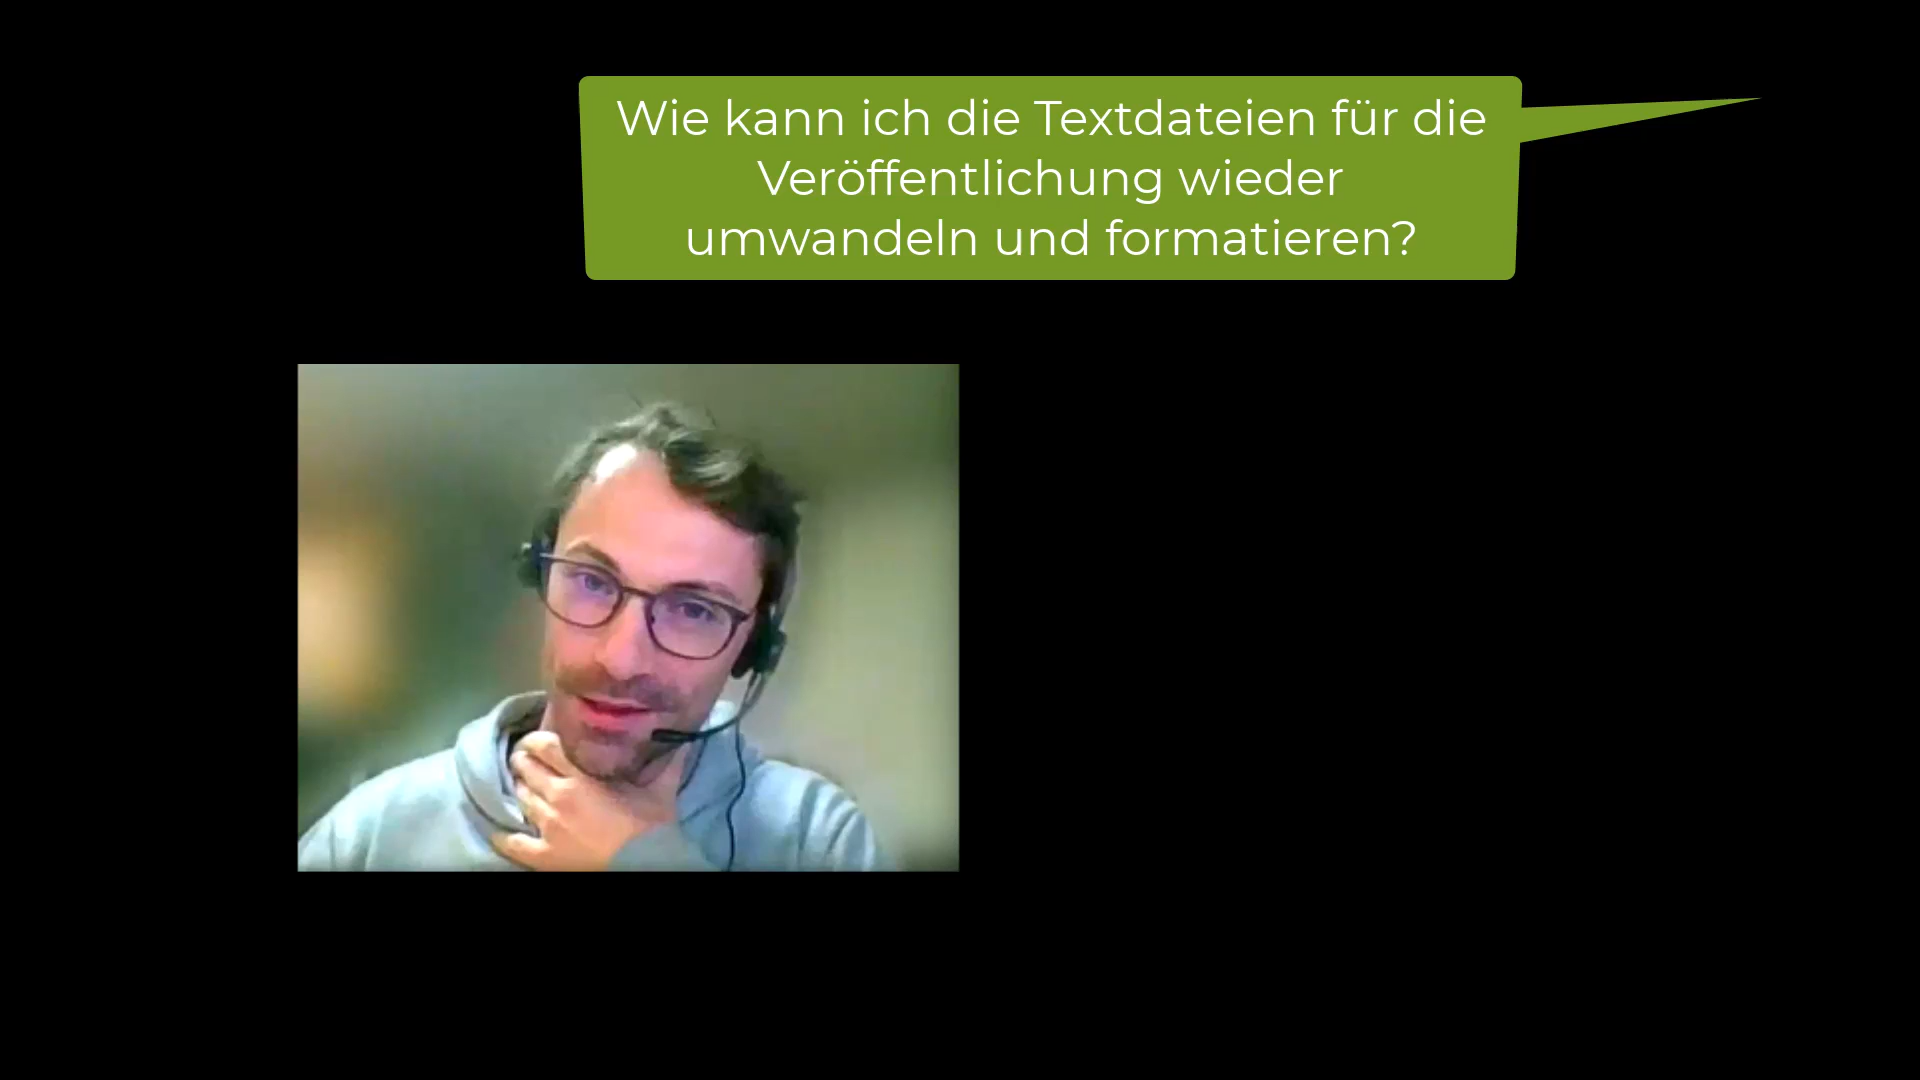 Wie kann ich die Textdateien für die
Veröffentlichung wieder
umwandeln und formatieren?